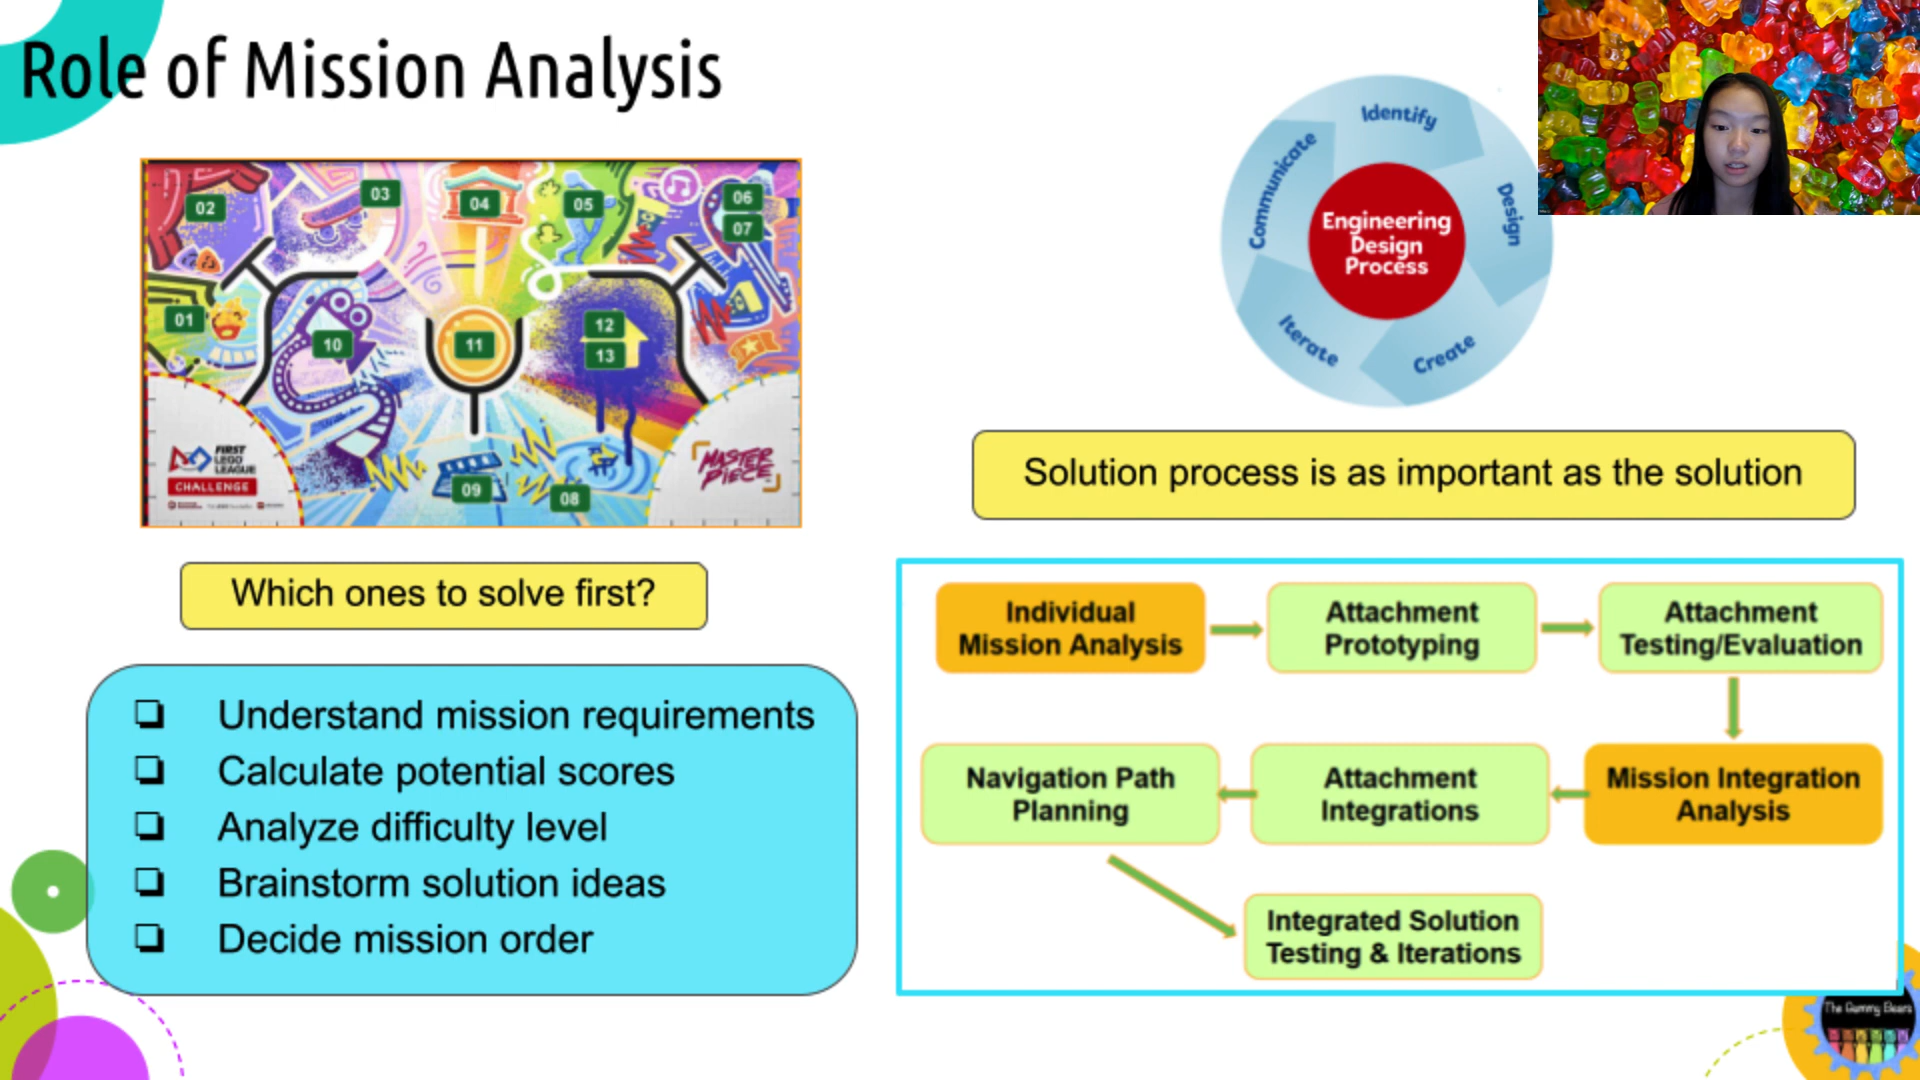 Role of Mission Analysis
02
03
04
05
06
07
01
10
11
12
13
09
08
FIRST
LEGO
LEAGUE
CHALLENGE
MASTER
PIECE
Which ones to solve first?
❏ Understand mission requirements
❏ Calculate potential scores
❏ Analyze difficulty level
❏ Brainstorm solution ideas
❏ Decide mission order
Identify
Design
Create
Iterate
Communicate
Engineering
Design
Process
Solution process is as important as the solution
Individual
Mission Analysis
Attachment
Prototyping
Attachment
Testing/Evaluation
Navigation Path
Planning
Attachment
Integrations
Mission Integration
Analysis
Integrated Solution
Testing & Iterations
The Gummy Bears